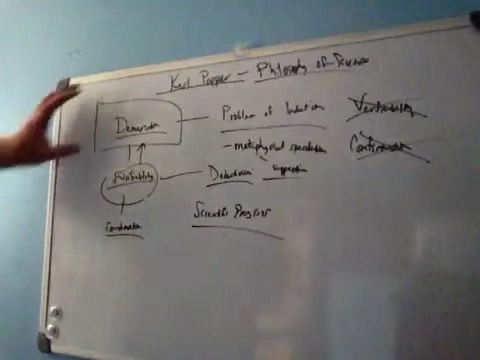 Karl Popper - Philosophy of Science
Demarcation
Problem of Induction
Verifiability
- metaphysical speculation
Confirmation
Falsifiability
Deduction
Corroboration
Scientific Progress